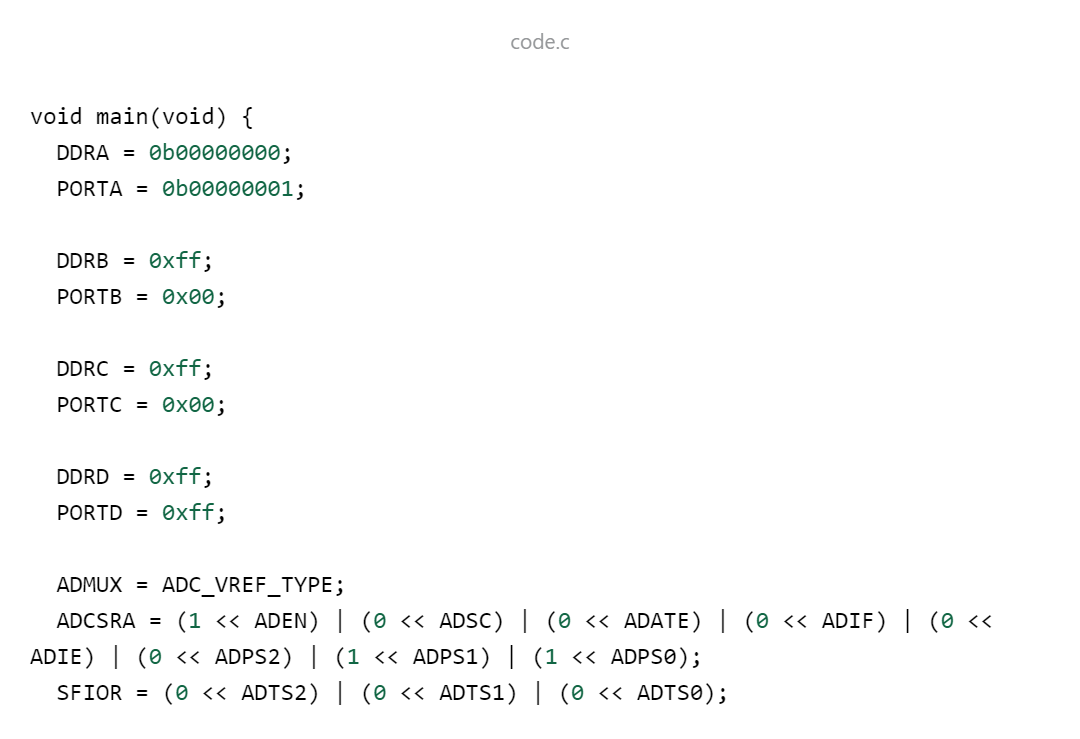 code.c
void main(void) {
DDRA = 0b00000000;
PORTA = 0b00000001;
DDRB = 0xff;
PORTB = 0x00;
DDRC = 0xff;
PORTC = 0x00;
DDRD = 0xff;
PORTD = 0xff;
ADMUX = ADC_VREF_TYPE;
ADCSRA = (1 << ADEN) | (0 << ADSC) | (0 << ADATE) | (0 << ADIF) | (0 <<
ADIE) | (0 << ADPS2) | (1 << ADPS1) | (1 << ADPS0);
SFIOR = (0 << ADTS2) | (0 << ADTS1) | (0 << ADTS0);